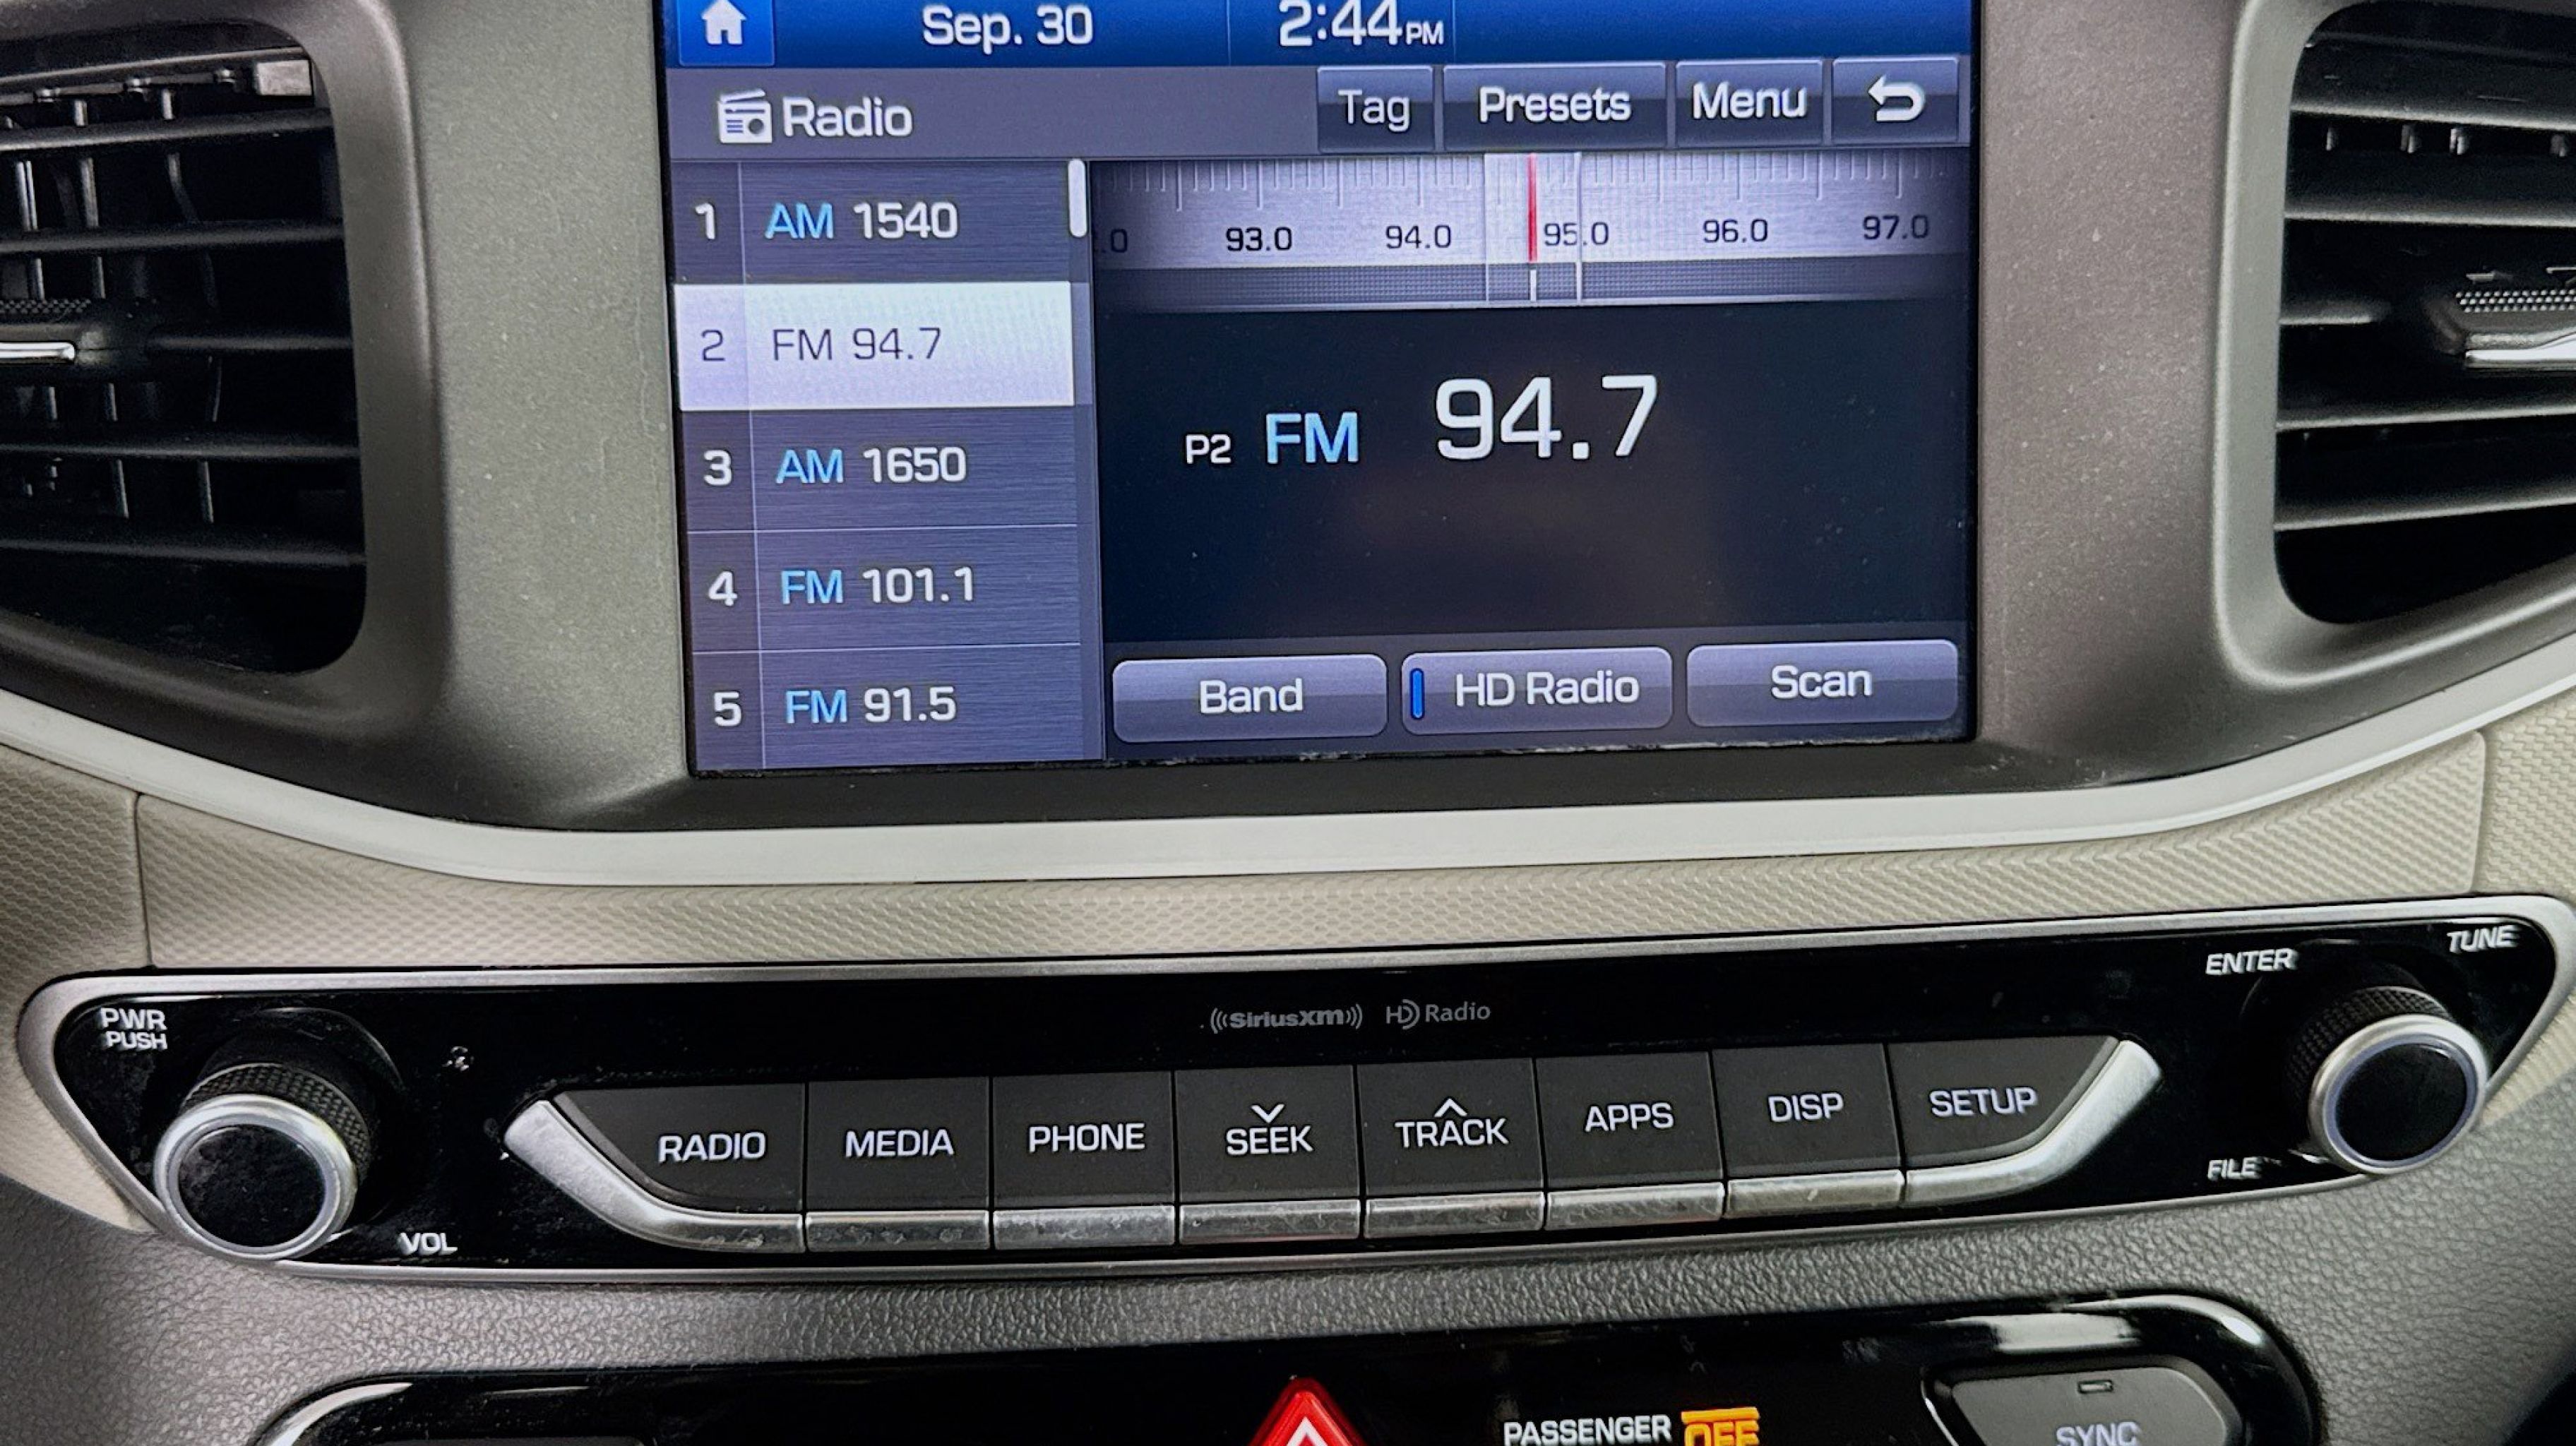 Sep. 30 2:44PM
Radio Tag Presets Menu
1 AM 1540
2 FM 94.7
3 AM 1650
4 FM 101.1
5 FM 91.5
.0 93.0 94.0 95.0 96.0 97.0
P2 FM 94.7
Band HD Radio Scan
SiriusXM HD Radio
PWR
PUSH
VOL
RADIO MEDIA PHONE SEEK TRACK APPS DISP SETUP
ENTER TUNE
FILE
PASSENGER OFF
SYNC